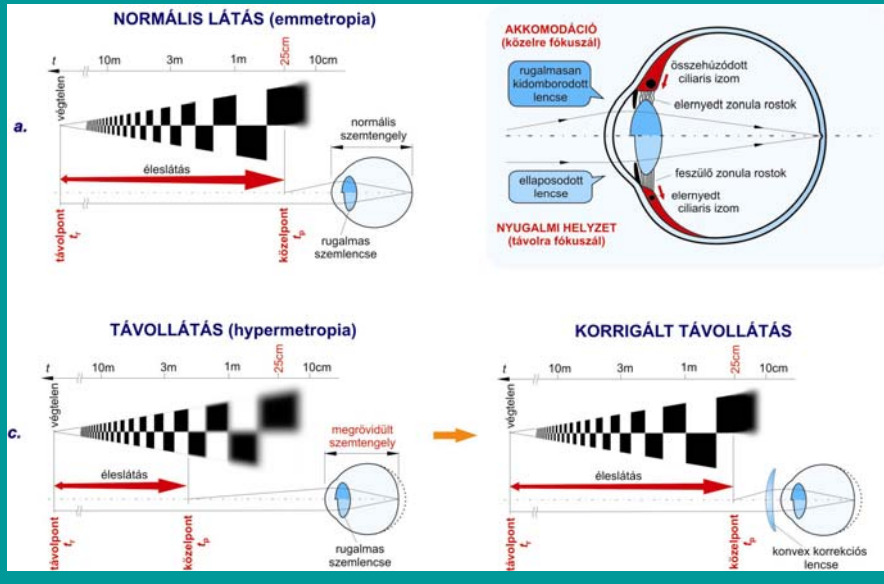 NORMÁLIS LÁTÁS (emmetropia)
t 10m 3m 1m 25cm 10cm
végtelen
a.
éleslátás
normális
szemtengely
rugalmas
szemlencse
távolpont
tr
közelpont
tp
AKKOMODÁCIÓ
(közelre fókuszál)
rugalmasan
kidomborodott
lencse
összehúzódott
ciliaris izom
elernyedt zonula rostok
ellaposodott
lencse
feszülő zonula rostok
elernyedt
ciliaris izom
NYUGALMI HELYZET
(távolra fókuszál)
TÁVOLLÁTÁS (hypermetropia)
t 10m 3m 1m 25cm 10cm
végtelen
c.
éleslátás
megrövidült
szemtengely
rugalmas
szemlencse
távolpont
tr
közelpont
tp
KORRIGÁLT TÁVOLLÁTÁS
t 10m 3m 1m 25cm 10cm
végtelen
éleslátás
távolpont
tr
közelpont
tp
konvex korrekciós
lencse